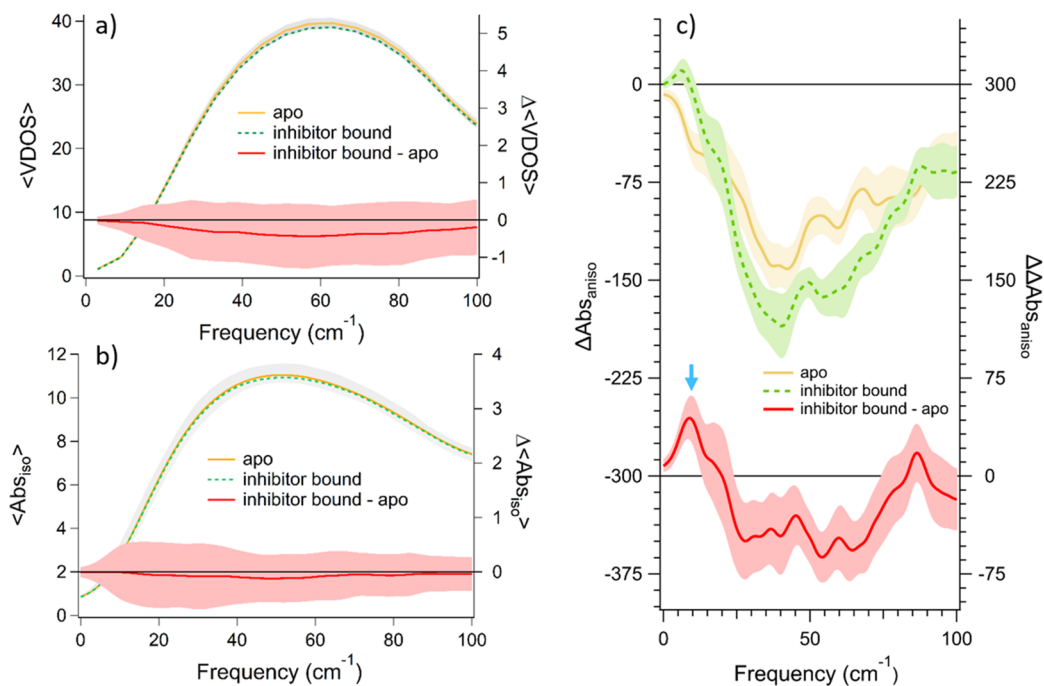 a)
40
30
20
10
0
<VDOS>
5
4
3
2
1
0
-1
Δ<VDOS>
apo
inhibitor bound
inhibitor bound - apo
0 20 40 60 80 100
Frequency (cm⁻¹)
b)
12
10
8
6
4
2
0
<Abs_iso>
4
3
2
1
0
Δ<Abs_iso>
apo
inhibitor bound
inhibitor bound - apo
0 20 40 60 80 100
Frequency (cm⁻¹)
c)
0
-75
-150
-225
-300
-375
ΔAbs_aniso
300
225
150
75
0
-75
ΔΔAbs_aniso
apo
inhibitor bound
inhibitor bound - apo
0 50 100
Frequency (cm⁻¹)